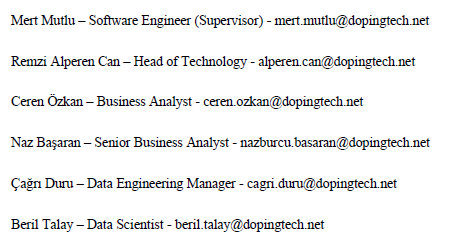 Mert Mutlu – Software Engineer (Supervisor) - mert.mutlu@dopingtech.net
Remzi Alperen Can – Head of Technology - alperen.can@dopingtech.net
Ceren Özkan – Business Analyst - ceren.ozkan@dopingtech.net
Naz Başaran – Senior Business Analyst - nazburcu.basaran@dopingtech.net
Çağrı Duru – Data Engineering Manager - cagri.duru@dopingtech.net
Beril Talay – Data Scientist - beril.talay@dopingtech.net